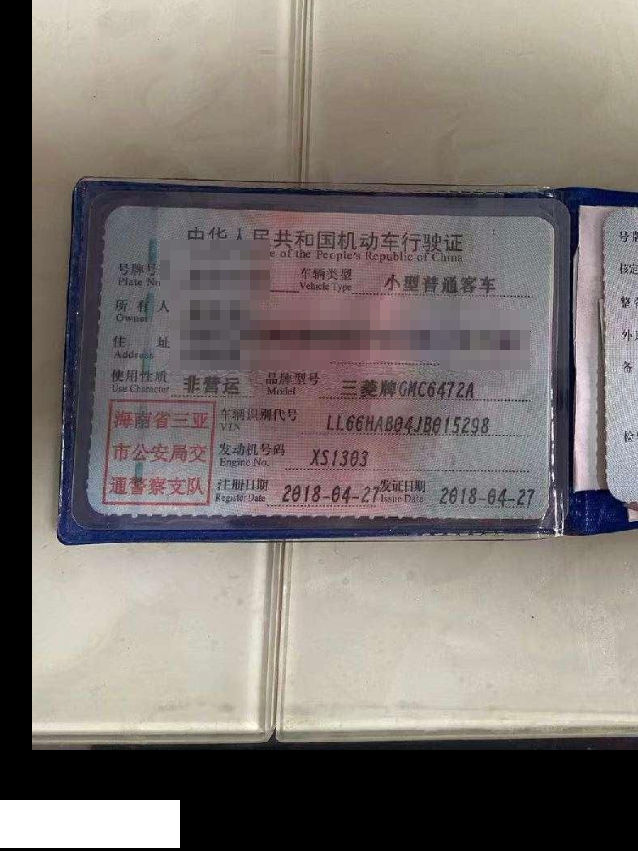 中华人民共和国机动车行驶证
e of the People's Republic of China
号牌号
Plate No
车辆类型
Vehicle Type
小型普通客车
所有人
Owner
住址
Address
使用性质
Use Character
非营运
品牌型号
Model
三菱牌GMC6472A
海南省三亚
市公安局交
通警察支队
车辆识别代号
VIN
LL66HAB04JB015298
发动机号码
Engine No.
XS1303
注册日期
Register Date
2018-04-27
发证日期
Issue Date
2018-04-27
号牌
核定
整
外
备